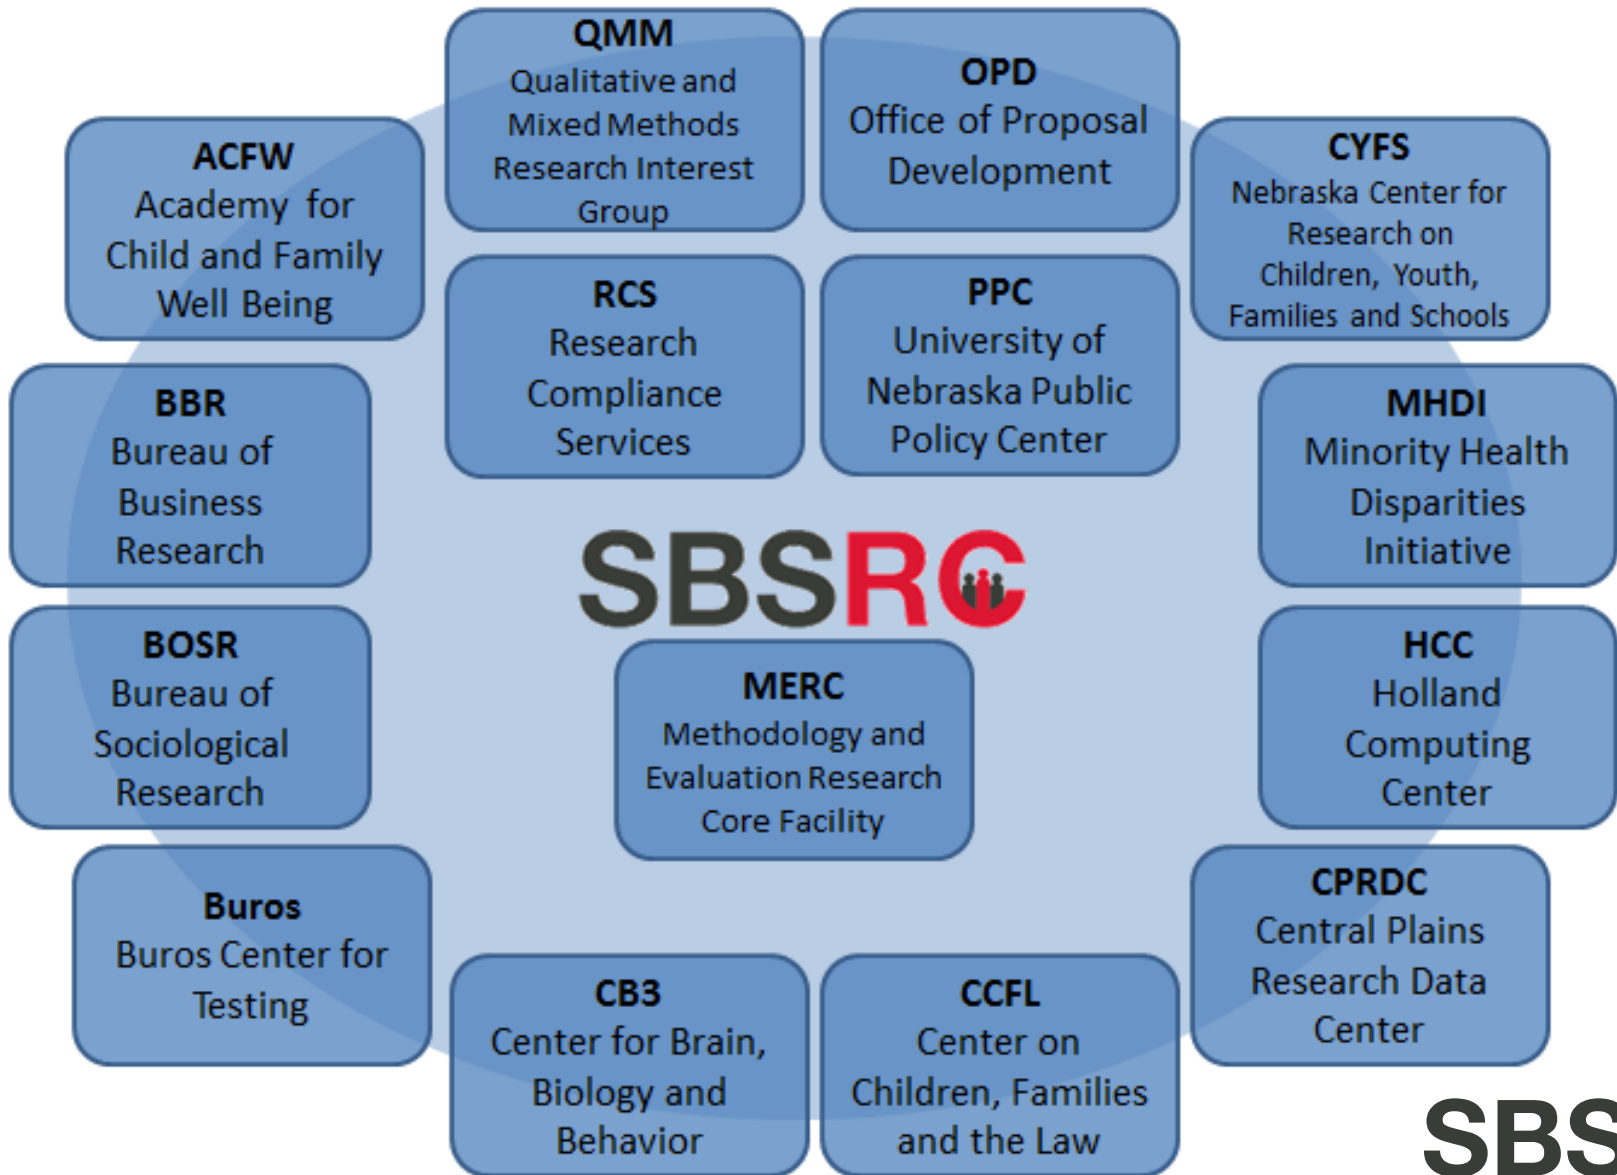 QMM
Qualitative and
Mixed Methods
Research Interest
Group
OPD
Office of Proposal
Development
ACFW
Academy for
Child and Family
Well Being
CYFS
Nebraska Center for
Research on
Children, Youth,
Families and Schools
RCS
Research
Compliance
Services
PPC
University of
Nebraska Public
Policy Center
BBR
Bureau of
Business
Research
MHDI
Minority Health
Disparities
Initiative
SBSRC
BOSR
Bureau of
Sociological
Research
MERC
Methodology and
Evaluation Research
Core Facility
HCC
Holland
Computing
Center
Buros
Buros Center for
Testing
CPRDC
Central Plains
Research Data
Center
CB3
Center for Brain,
Biology and
Behavior
CCFL
Center on
Children, Families
and the Law
SBS